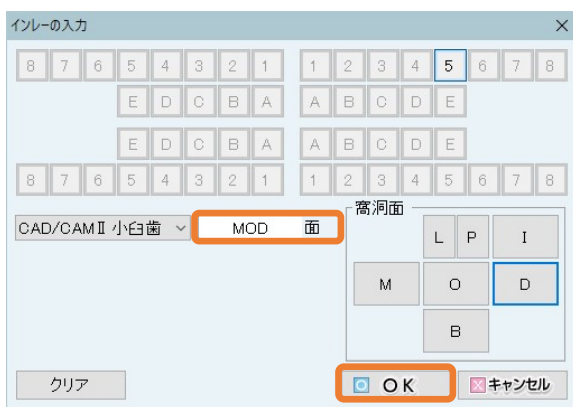 インレーの入力
8 7 6 5 4 3 2 1 1 2 3 4 5 6 7 8
E D C B A A B C D E
E D C B A A B C D E
8 7 6 5 4 3 2 1 1 2 3 4 5 6 7 8
CAD/CAMⅡ 小臼歯 MOD 面
窩洞面
L P I
M O D
B
クリア OK キャンセル